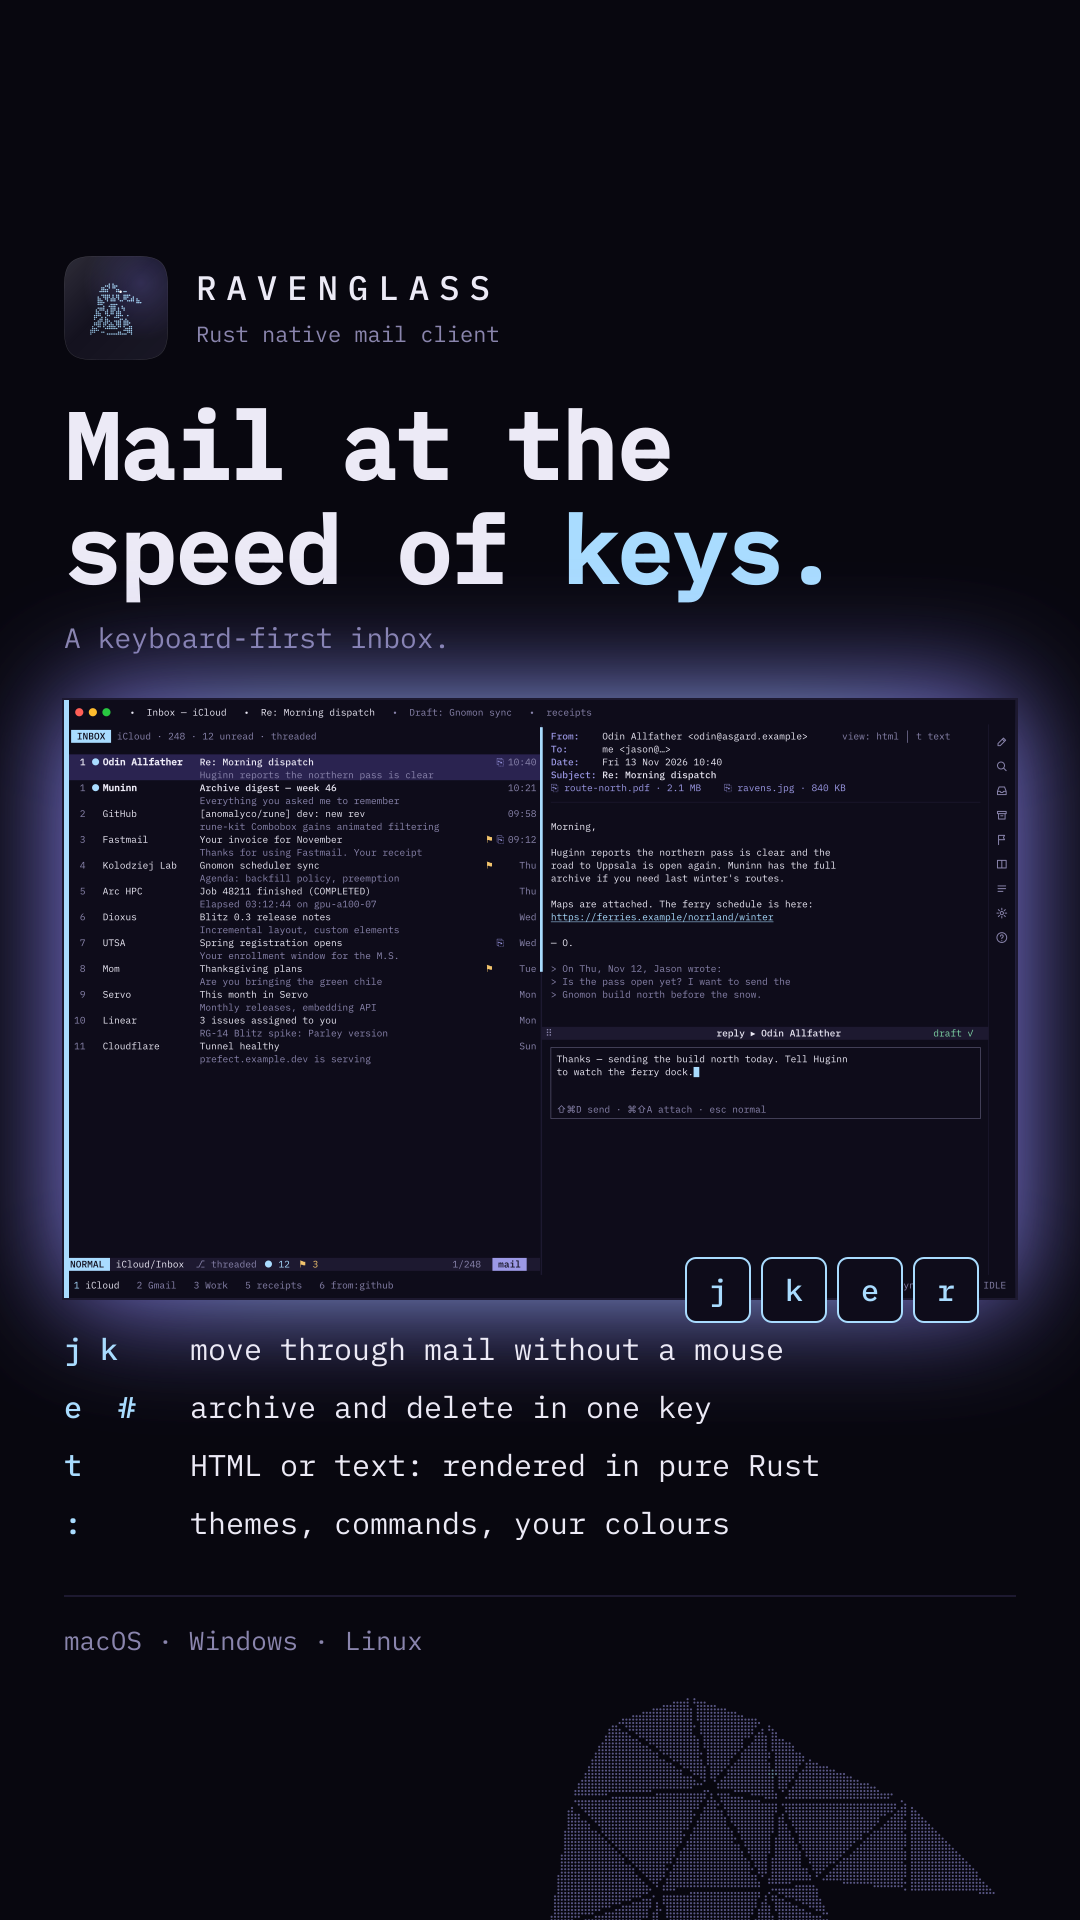 RAVENGLASS
Rust native mail client
Mail at the
speed of keys.
A keyboard-first inbox.
• Inbox — iCloud • Re: Morning dispatch • Draft: Gnomon sync • receipts
INBOX iCloud · 248 · 12 unread · threaded
1 Odin Allfather Re: Morning dispatch 10:40
Huginn reports the northern pass is clear
1 Muninn Archive digest — week 46 10:21
Everything you asked me to remember
2 GitHub [anomalyco/rune] dev: new rev 09:58
rune-kit Combobox gains animated filtering
3 Fastmail Your invoice for November 09:12
Thanks for using Fastmail. Your receipt
4 Kolodziej Lab Gnomon scheduler sync Thu
Agenda: backfill policy, preemption
5 Arc HPC Job 48211 finished (COMPLETED) Thu
Elapsed 03:12:44 on gpu-a100-07
6 Dioxus Blitz 0.3 release notes Wed
Incremental layout, custom elements
7 UTSA Spring registration opens Wed
Your enrollment window for the M.S.
8 Mom Thanksgiving plans Tue
Are you bringing the green chile
9 Servo This month in Servo Mon
Monthly releases, embedding API
10 Linear 3 issues assigned to you Mon
RG-14 Blitz spike: Parley version
11 Cloudflare Tunnel healthy Sun
prefect.example.dev is serving
From: Odin Allfather <odin@asgard.example> view: html | t text
To: me <jason@…>
Date: Fri 13 Nov 2026 10:40
Subject: Re: Morning dispatch
route-north.pdf · 2.1 MB ravens.jpg · 840 KB
Morning,
Huginn reports the northern pass is clear and the
road to Uppsala is open again. Muninn has the full
archive if you need last winter's routes.
Maps are attached. The ferry schedule is here:
https://ferries.example/norrland/winter
— O.
> On Thu, Nov 12, Jason wrote:
> Is the pass open yet? I want to send the
> Gnomon build north before the snow.
reply ▸ Odin Allfather draft ✓
Thanks — sending the build north today. Tell Huginn
to watch the ferry dock.
⇧⌘D send · ⌘⇧A attach · esc normal
NORMAL iCloud/Inbox threaded 12 3 1/248 mail
1 iCloud 2 Gmail 3 Work 5 receipts 6 from:github IDLE
j k e r
j k move through mail without a mouse
e # archive and delete in one key
t HTML or text: rendered in pure Rust
: themes, commands, your colours
macOS · Windows · Linux